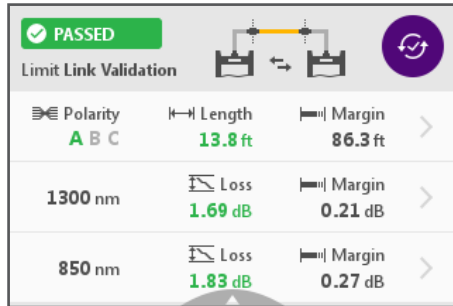 PASSED
Limit Link Validation
Polarity Length Margin
A B C 13.8 ft 86.3 ft
Loss Margin
1300 nm
1.69 dB 0.21 dB
Loss Margin
850 nm
1.83 dB 0.27 dB